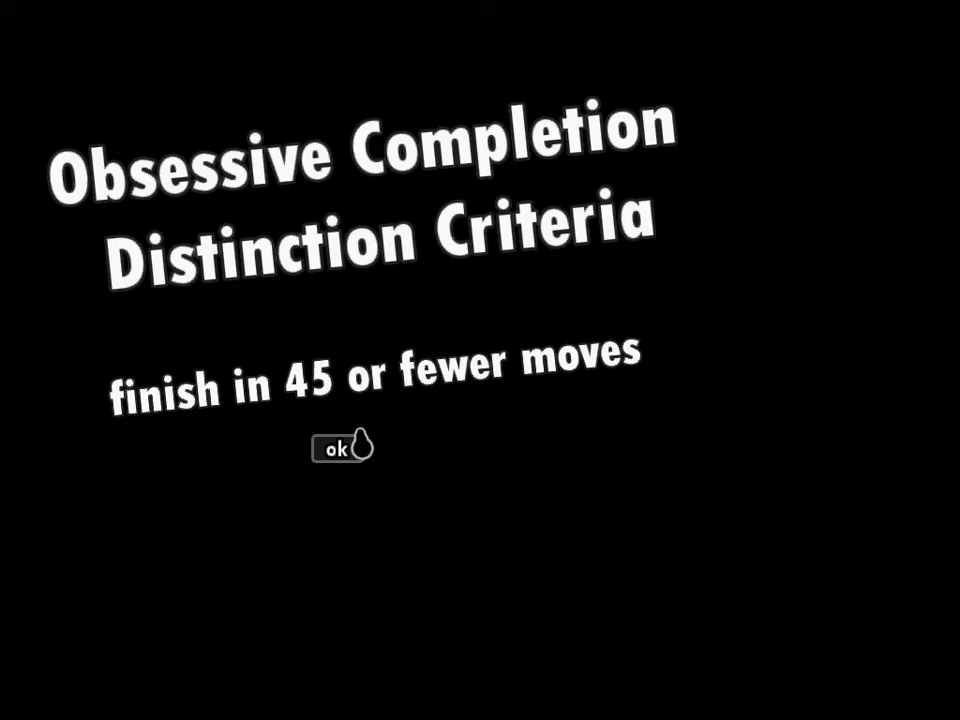 Obsessive Completion
Distinction Criteria
finish in 45 or fewer moves
ok